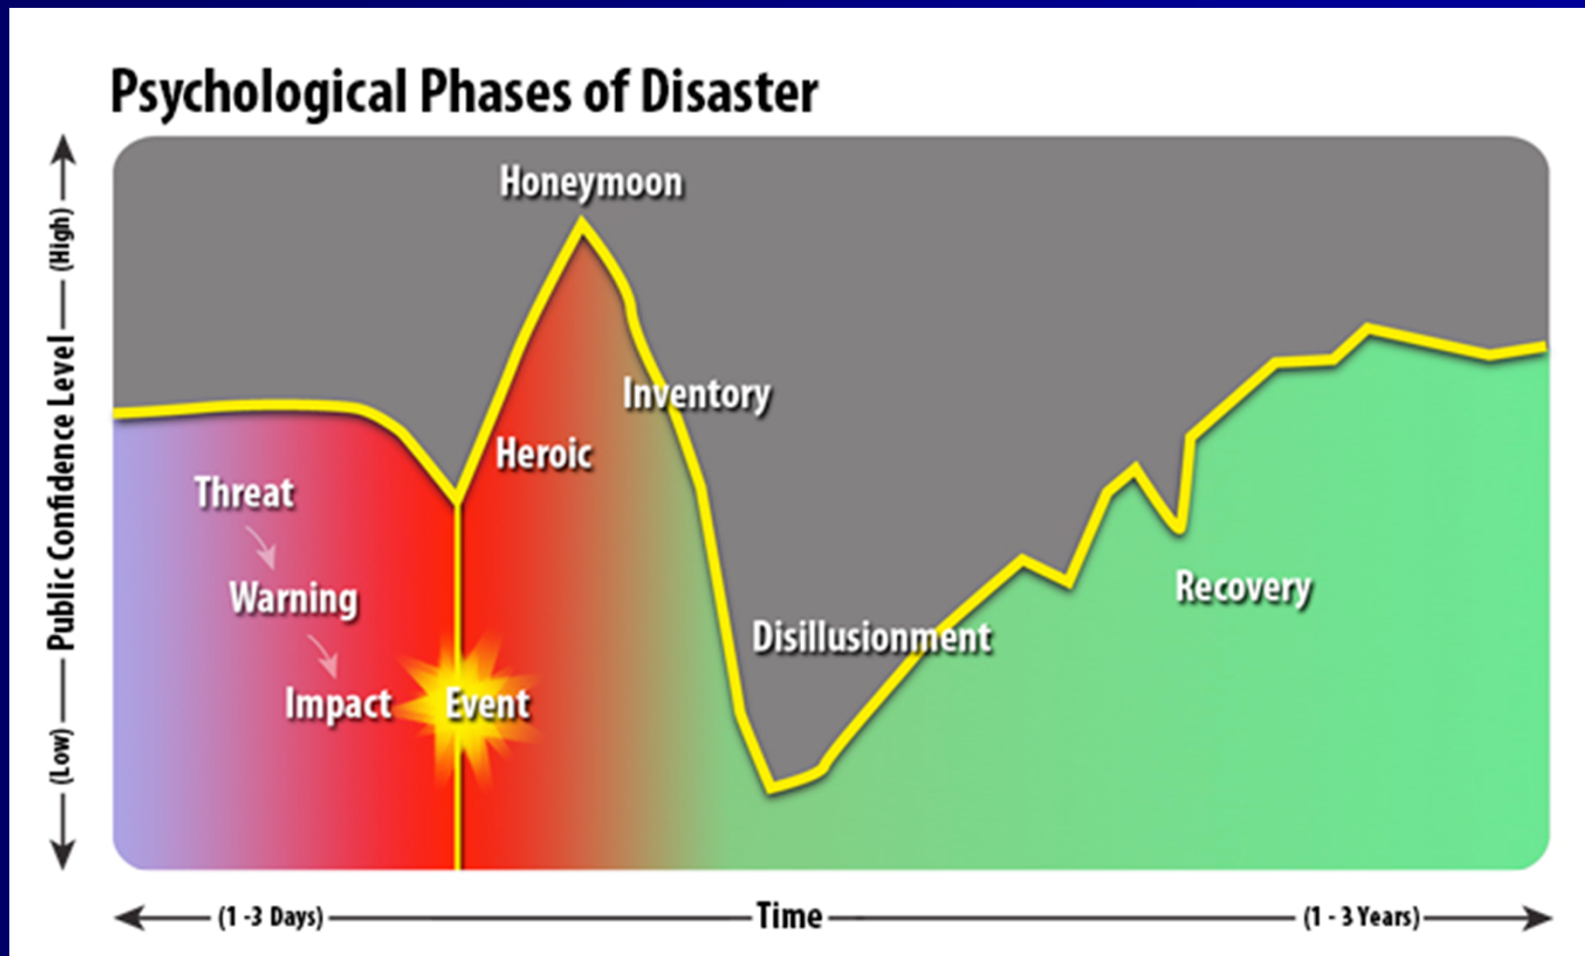 Psychological Phases of Disaster
Honeymoon
Inventory
Heroic
Threat
Warning
Impact
Event
Disillusionment
Recovery
(Low) Public Confidence Level (High)
(1 -3 Days) Time (1 - 3 Years)